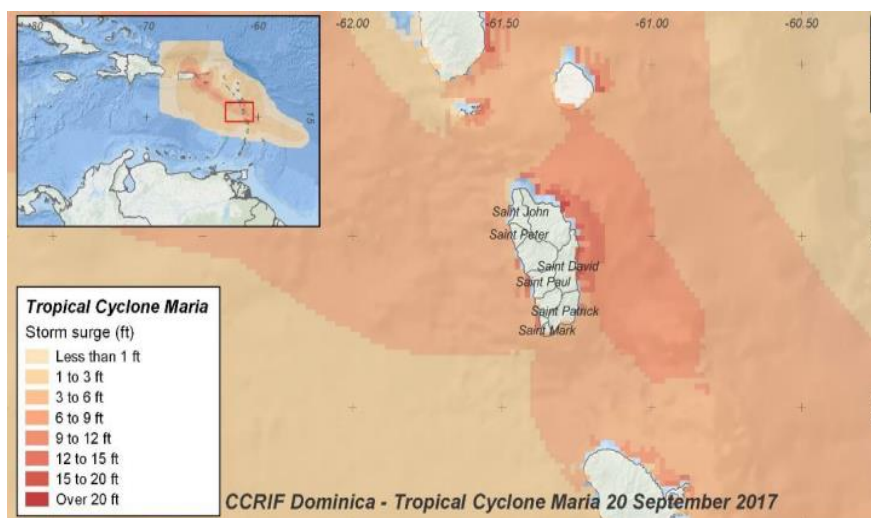 -80
-70
-60
15
-62.00
-61.50
-61.00
-60.50
Saint John
Saint Peter
Saint David
Saint Paul
Saint Patrick
Saint Mark
Tropical Cyclone Maria
Storm surge (ft)
Less than 1 ft
1 to 3 ft
3 to 6 ft
6 to 9 ft
9 to 12 ft
12 to 15 ft
15 to 20 ft
Over 20 ft
CCRIF Dominica - Tropical Cyclone Maria 20 September 2017